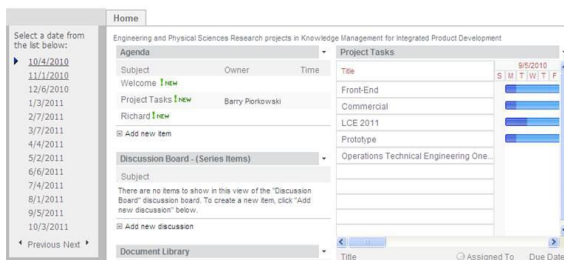 Home
Select a date from
the list below:
10/4/2010
11/1/2010
12/6/2010
1/3/2011
2/7/2011
3/7/2011
4/4/2011
5/2/2011
6/6/2011
7/4/2011
8/1/2011
9/5/2011
10/3/2011
Previous Next
Engineering and Physical Sciences Research projects in Knowledge Management for Integrated Product Development
Agenda
Subject Owner Time
Welcome ! NEW
Project Tasks ! NEW Barry Piorkowski
Richard ! NEW
Add new item
Discussion Board - (Series Items)
Subject
There are no items to show in this view of the "Discussion
Board" discussion board. To create a new item, click "Add
new discussion" below.
Add new discussion
Document Library
Project Tasks
Title
9/5/2010
S M T W T F
Front-End
Commercial
LCE 2011
Prototype
Operations Technical Engineering One...
Title Assigned To Due Date